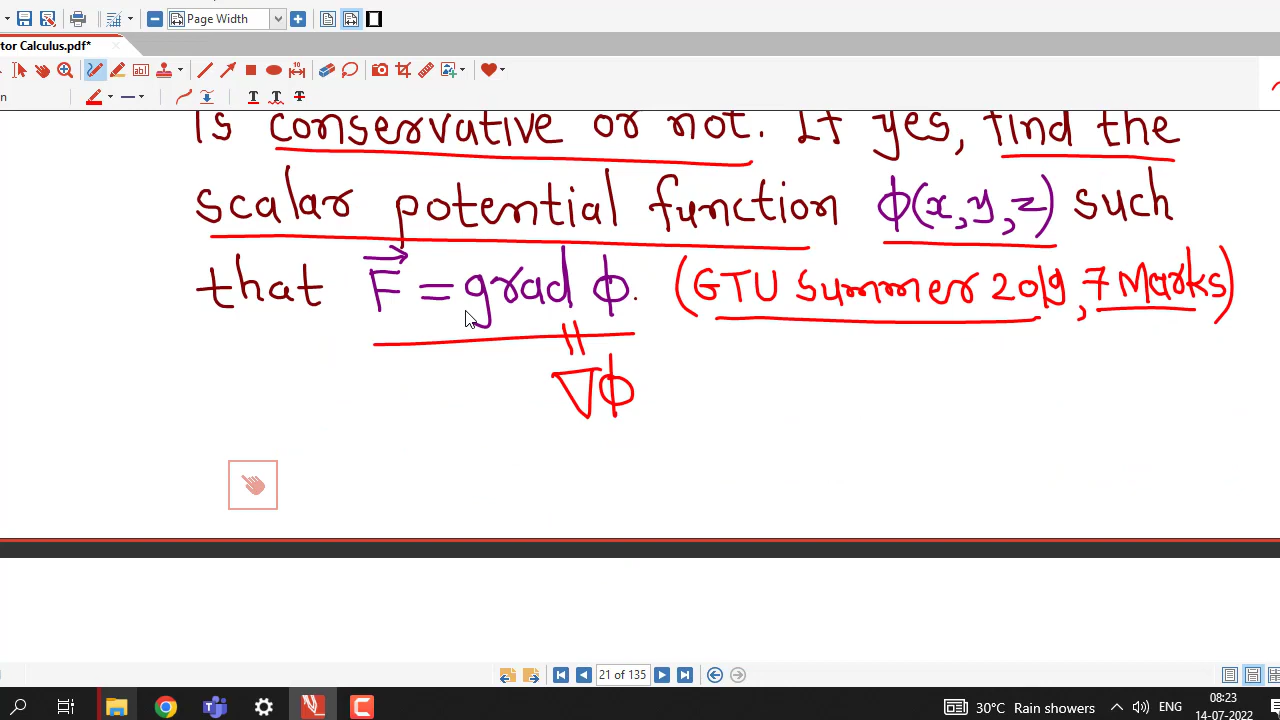 Page Width
tor Calculus.pdf*
is conservative or not. If yes, find the
scalar potential function ϕ(x,y,z) such
that F⃗ = grad ϕ. (GTU Summer 2019, 7 Marks)
∇ϕ
21 of 135
30°C Rain showers ENG 08:23
14-07-2022